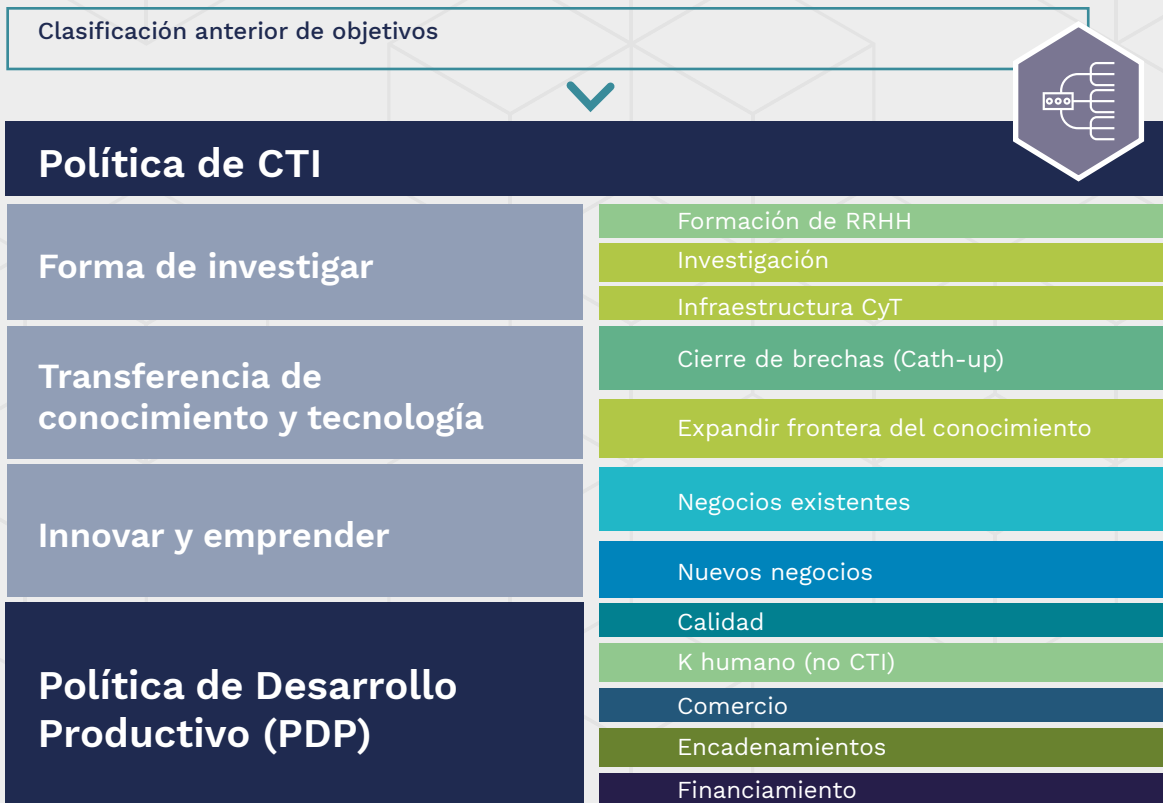 Clasificación anterior de objetivos
Política de CTI
Forma de investigar
Formación de RRHH
Investigación
Infraestructura CyT
Transferencia de
conocimiento y tecnología
Cierre de brechas (Cath-up)
Expandir frontera del conocimiento
Innovar y emprender
Negocios existentes
Nuevos negocios
Política de Desarrollo
Productivo (PDP)
Calidad
K humano (no CTI)
Comercio
Encadenamientos
Financiamiento